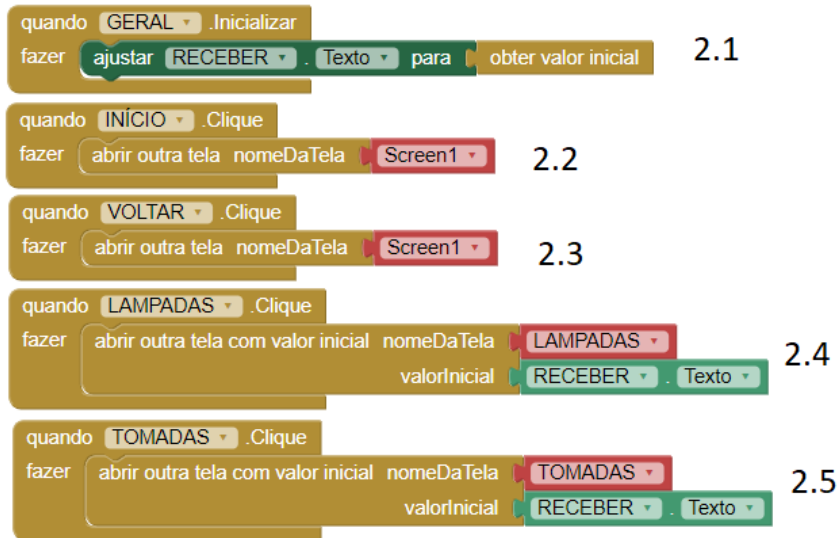 quando GERAL .Inicializar
fazer ajustar RECEBER . Texto para obter valor inicial
2.1
quando INÍCIO .Clique
fazer abrir outra tela nomeDaTela Screen1
2.2
quando VOLTAR .Clique
fazer abrir outra tela nomeDaTela Screen1
2.3
quando LAMPADAS .Clique
fazer abrir outra tela com valor inicial nomeDaTela LAMPADAS
valorInicial RECEBER . Texto
2.4
quando TOMADAS .Clique
fazer abrir outra tela com valor inicial nomeDaTela TOMADAS
valorInicial RECEBER . Texto
2.5